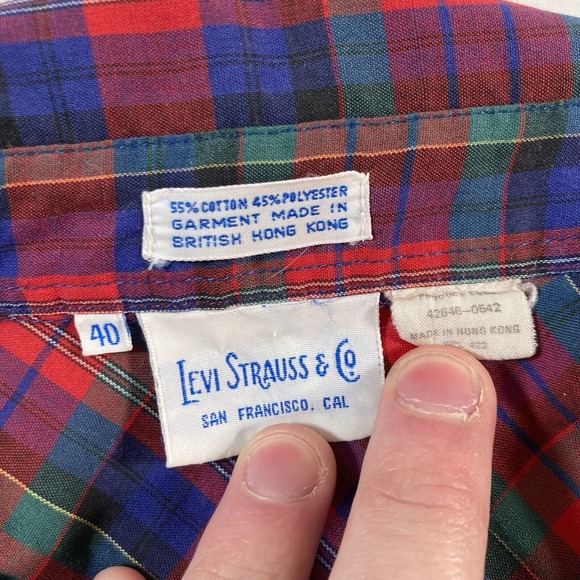 55% COTTON 45% POLYESTER
GARMENT MADE IN
BRITISH HONG KONG
40
LEVI STRAUSS & CO
SAN FRANCISCO, CAL
42646-0542
MADE IN HONG KONG